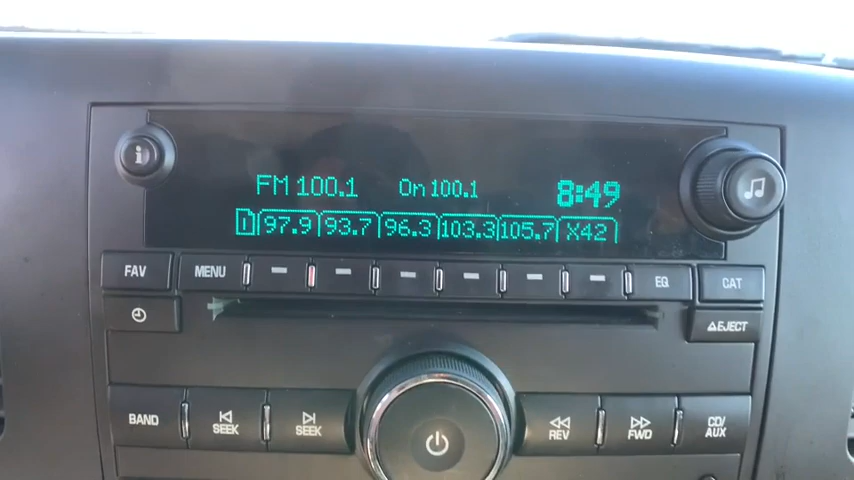 FM 100.1 On 100.1 8:49
1 97.9 93.7 96.3 103.3 105.7 X42
FAV MENU EQ CAT
EJECT
BAND SEEK SEEK REV FWD CD/AUX